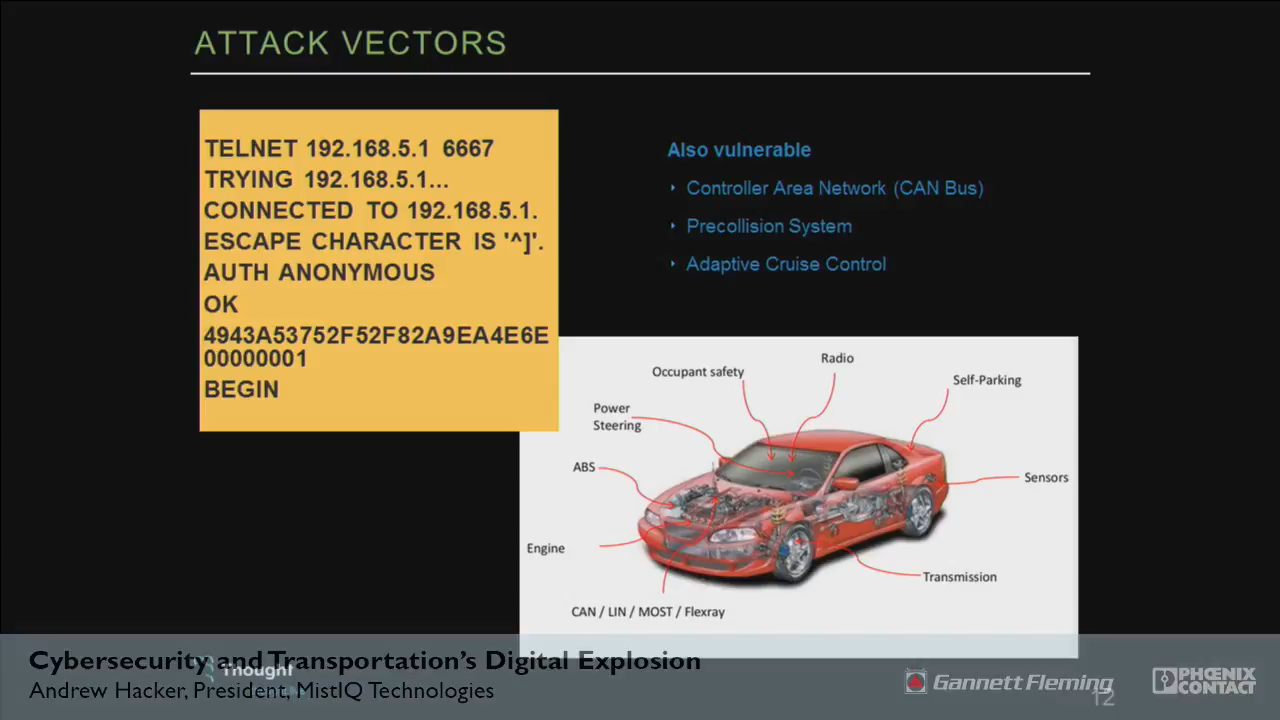 ATTACK VECTORS
TELNET 192.168.5.1 6667
TRYING 192.168.5.1...
CONNECTED TO 192.168.5.1.
ESCAPE CHARACTER IS '^]'.
AUTH ANONYMOUS
OK
4943A53752F52F82A9EA4E6E
00000001
BEGIN
Also vulnerable
Controller Area Network (CAN Bus)
Precollision System
Adaptive Cruise Control
Radio
Occupant safety
Self-Parking
Power
Steering
ABS
Sensors
Engine
Transmission
CAN / LIN / MOST / Flexray
Cybersecurity and Transportation's Digital Explosion
Andrew Hacker, President, MistIQ Technologies
Thought
Gannett Fleming
PHŒNIX
CONTACT
12